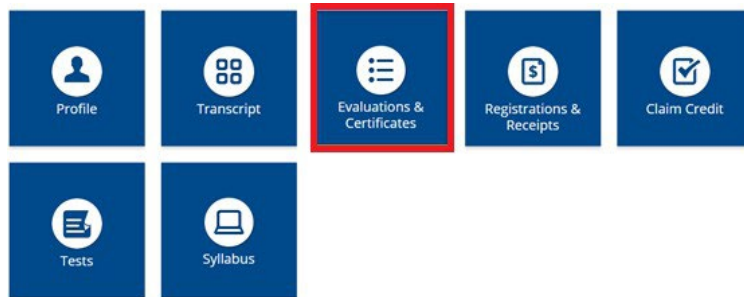 Profile
Transcript
Evaluations &
Certificates
Registrations &
Receipts
Claim Credit
Tests
Syllabus